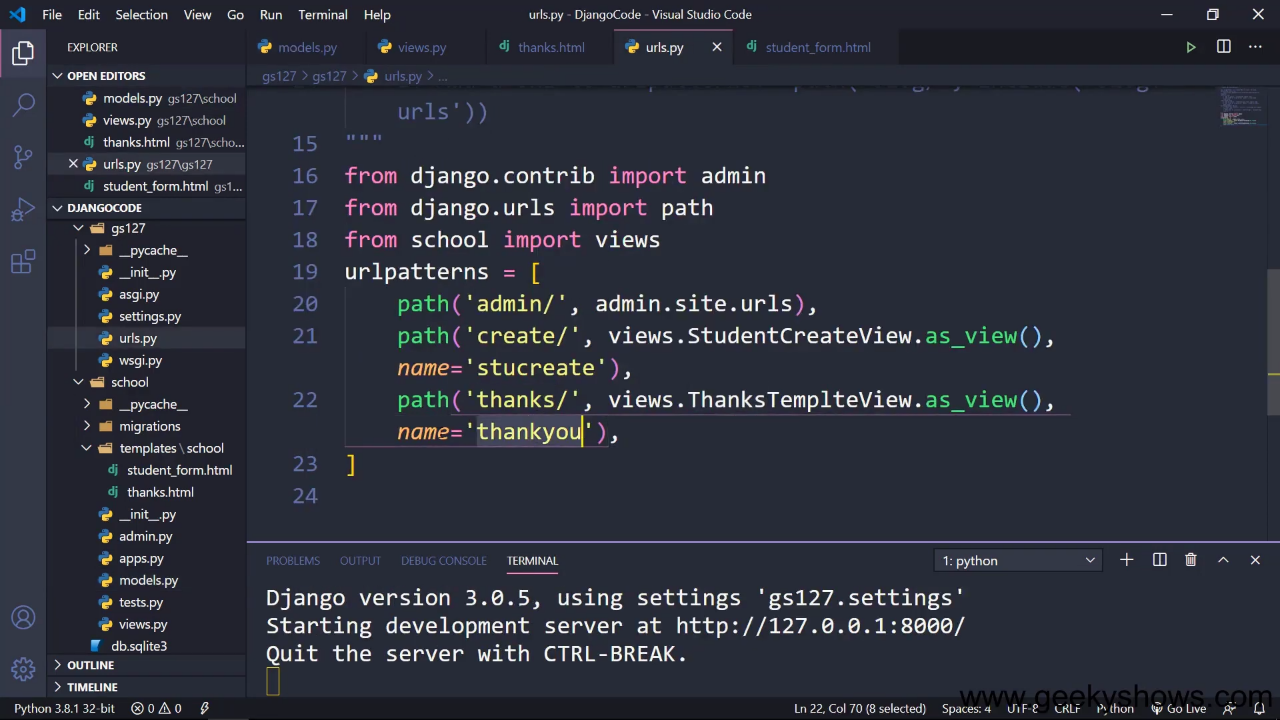 File Edit Selection View Go Run Terminal Help
urls.py - DjangoCode - Visual Studio Code
EXPLORER
models.py views.py thanks.html urls.py student_form.html
OPEN EDITORS
gs127 > gs127 > urls.py > ...
models.py gs127\school
views.py gs127\school
thanks.html gs127\scho...
urls.py gs127\gs127
student_form.html gs1...
DJANGOCODE
gs127
__pycache__
__init__.py
asgi.py
settings.py
urls.py
wsgi.py
school
__pycache__
migrations
templates \ school
student_form.html
thanks.html
__init__.py
admin.py
apps.py
models.py
tests.py
views.py
db.sqlite3
OUTLINE
TIMELINE
urls'))
15 """
16 from django.contrib import admin
17 from django.urls import path
18 from school import views
19 urlpatterns = [
20 path('admin/', admin.site.urls),
21 path('create/', views.StudentCreateView.as_view(),
name='stucreate'),
22 path('thanks/', views.ThanksTemplteView.as_view(),
name='thankyou'),
23 ]
24
PROBLEMS OUTPUT DEBUG CONSOLE TERMINAL
1: python
Django version 3.0.5, using settings 'gs127.settings'
Starting development server at http://127.0.0.1:8000/
Quit the server with CTRL-BREAK.
www.geekyshows.com
Python 3.8.1 32-bit 0 0 Ln 22, Col 70 (8 selected) Spaces: 4 UTF-8 CRLF Python Go Live